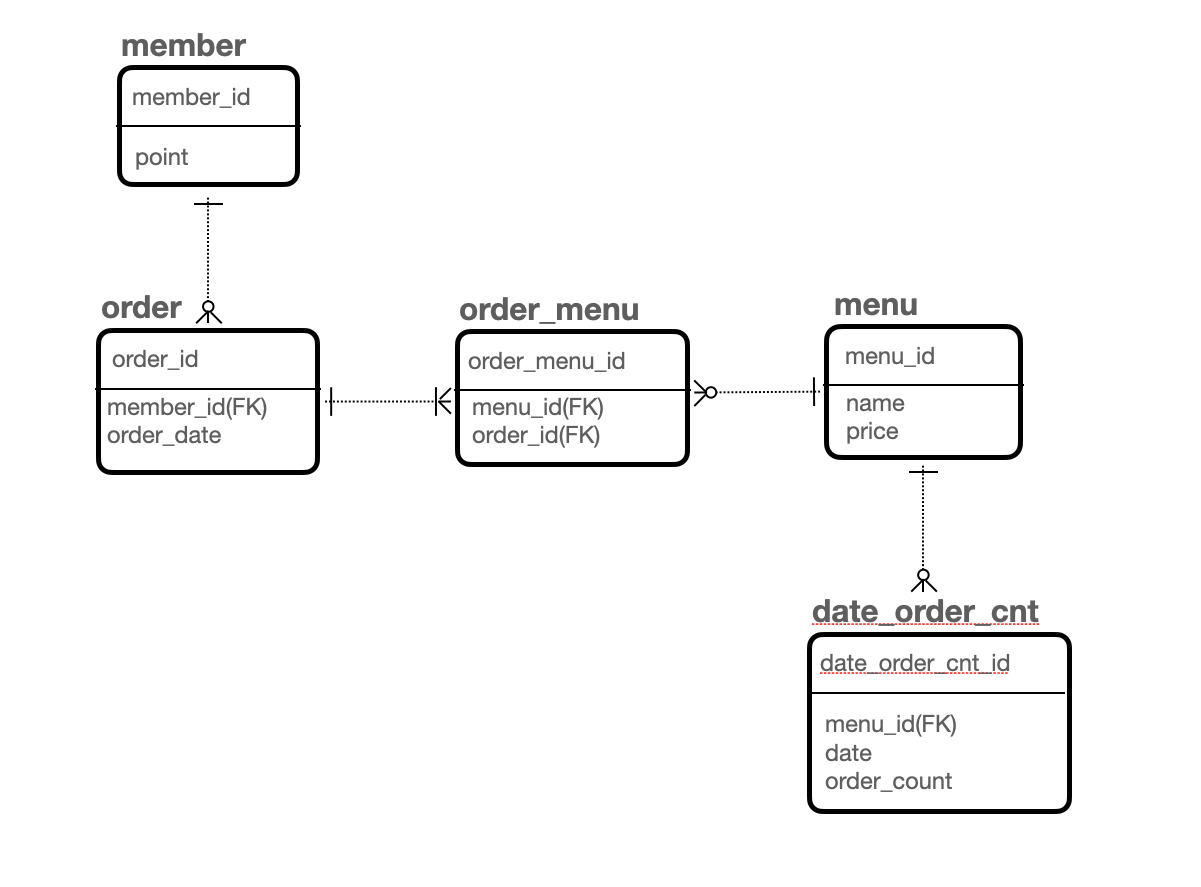 member
member_id
point
order
order_id
member_id(FK)
order_date
order_menu
order_menu_id
menu_id(FK)
order_id(FK)
menu
menu_id
name
price
date_order_cnt
date_order_cnt_id
menu_id(FK)
date
order_count